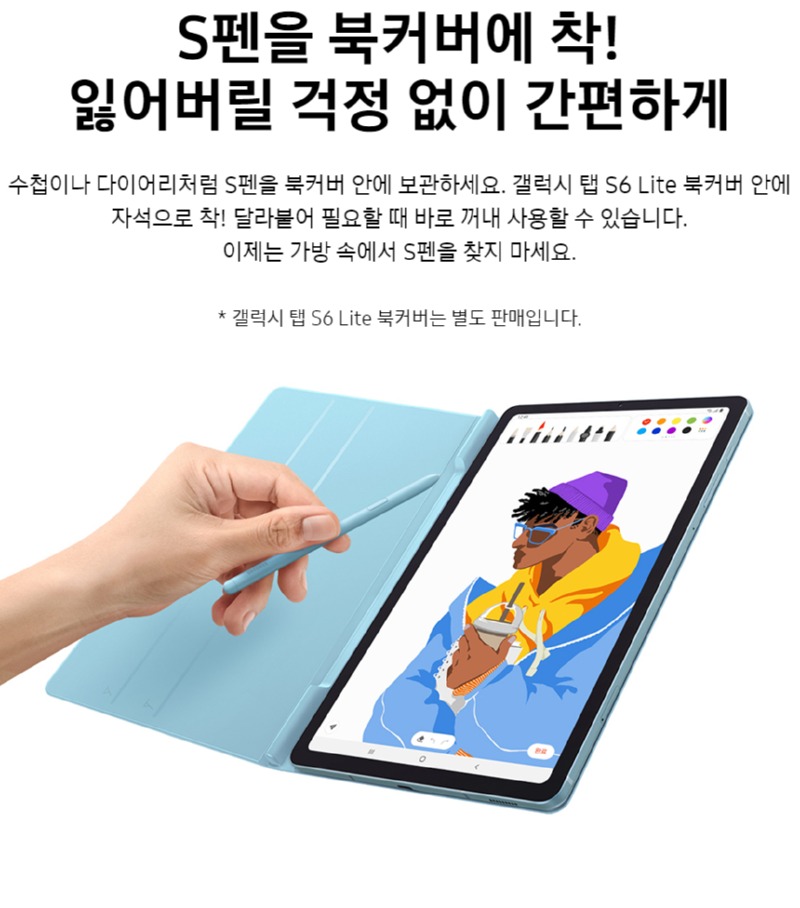 S펜을 북커버에 착!
잃어버릴 걱정 없이 간편하게
수첩이나 다이어리처럼 S펜을 북커버 안에 보관하세요. 갤럭시 탭 S6 Lite 북커버 안에
자석으로 착! 달라붙어 필요할 때 바로 꺼내 사용할 수 있습니다.
이제는 가방 속에서 S펜을 찾지 마세요.
* 갤럭시 탭 S6 Lite 북커버는 별도 판매입니다.
완료